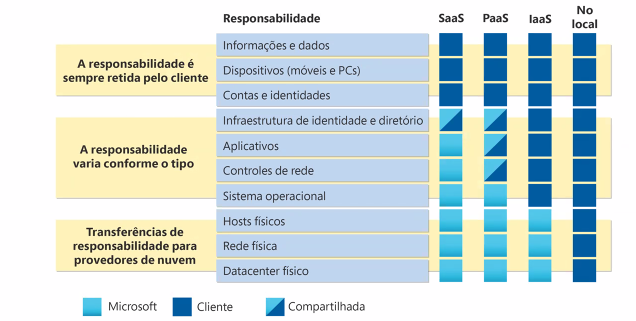 Responsabilidade SaaS PaaS IaaS No local
A responsabilidade é
sempre retida pelo cliente
Informações e dados
Dispositivos (móveis e PCs)
Contas e identidades
A responsabilidade
varia conforme o tipo
Infraestrutura de identidade e diretório
Aplicativos
Controles de rede
Sistema operacional
Transferências de
responsabilidade para
provedores de nuvem
Hosts físicos
Rede física
Datacenter físico
Microsoft Cliente Compartilhada